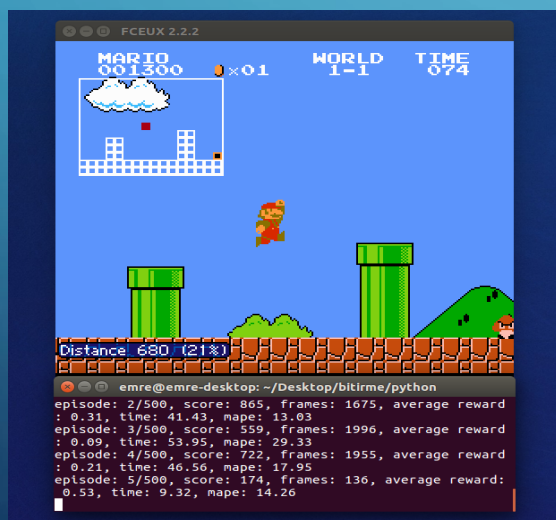 FCEUX 2.2.2
MARIO WORLD TIME
001300 ×01 1-1 074
Distance 680 (21%)
emre@emre-desktop: ~/Desktop/bitirme/python
episode: 2/500, score: 865, frames: 1675, average reward
: 0.31, time: 41.43, mape: 13.03
episode: 3/500, score: 559, frames: 1996, average reward
: 0.09, time: 53.95, mape: 29.33
episode: 4/500, score: 722, frames: 1955, average reward
: 0.21, time: 46.56, mape: 17.95
episode: 5/500, score: 174, frames: 136, average reward:
0.53, time: 9.32, mape: 14.26